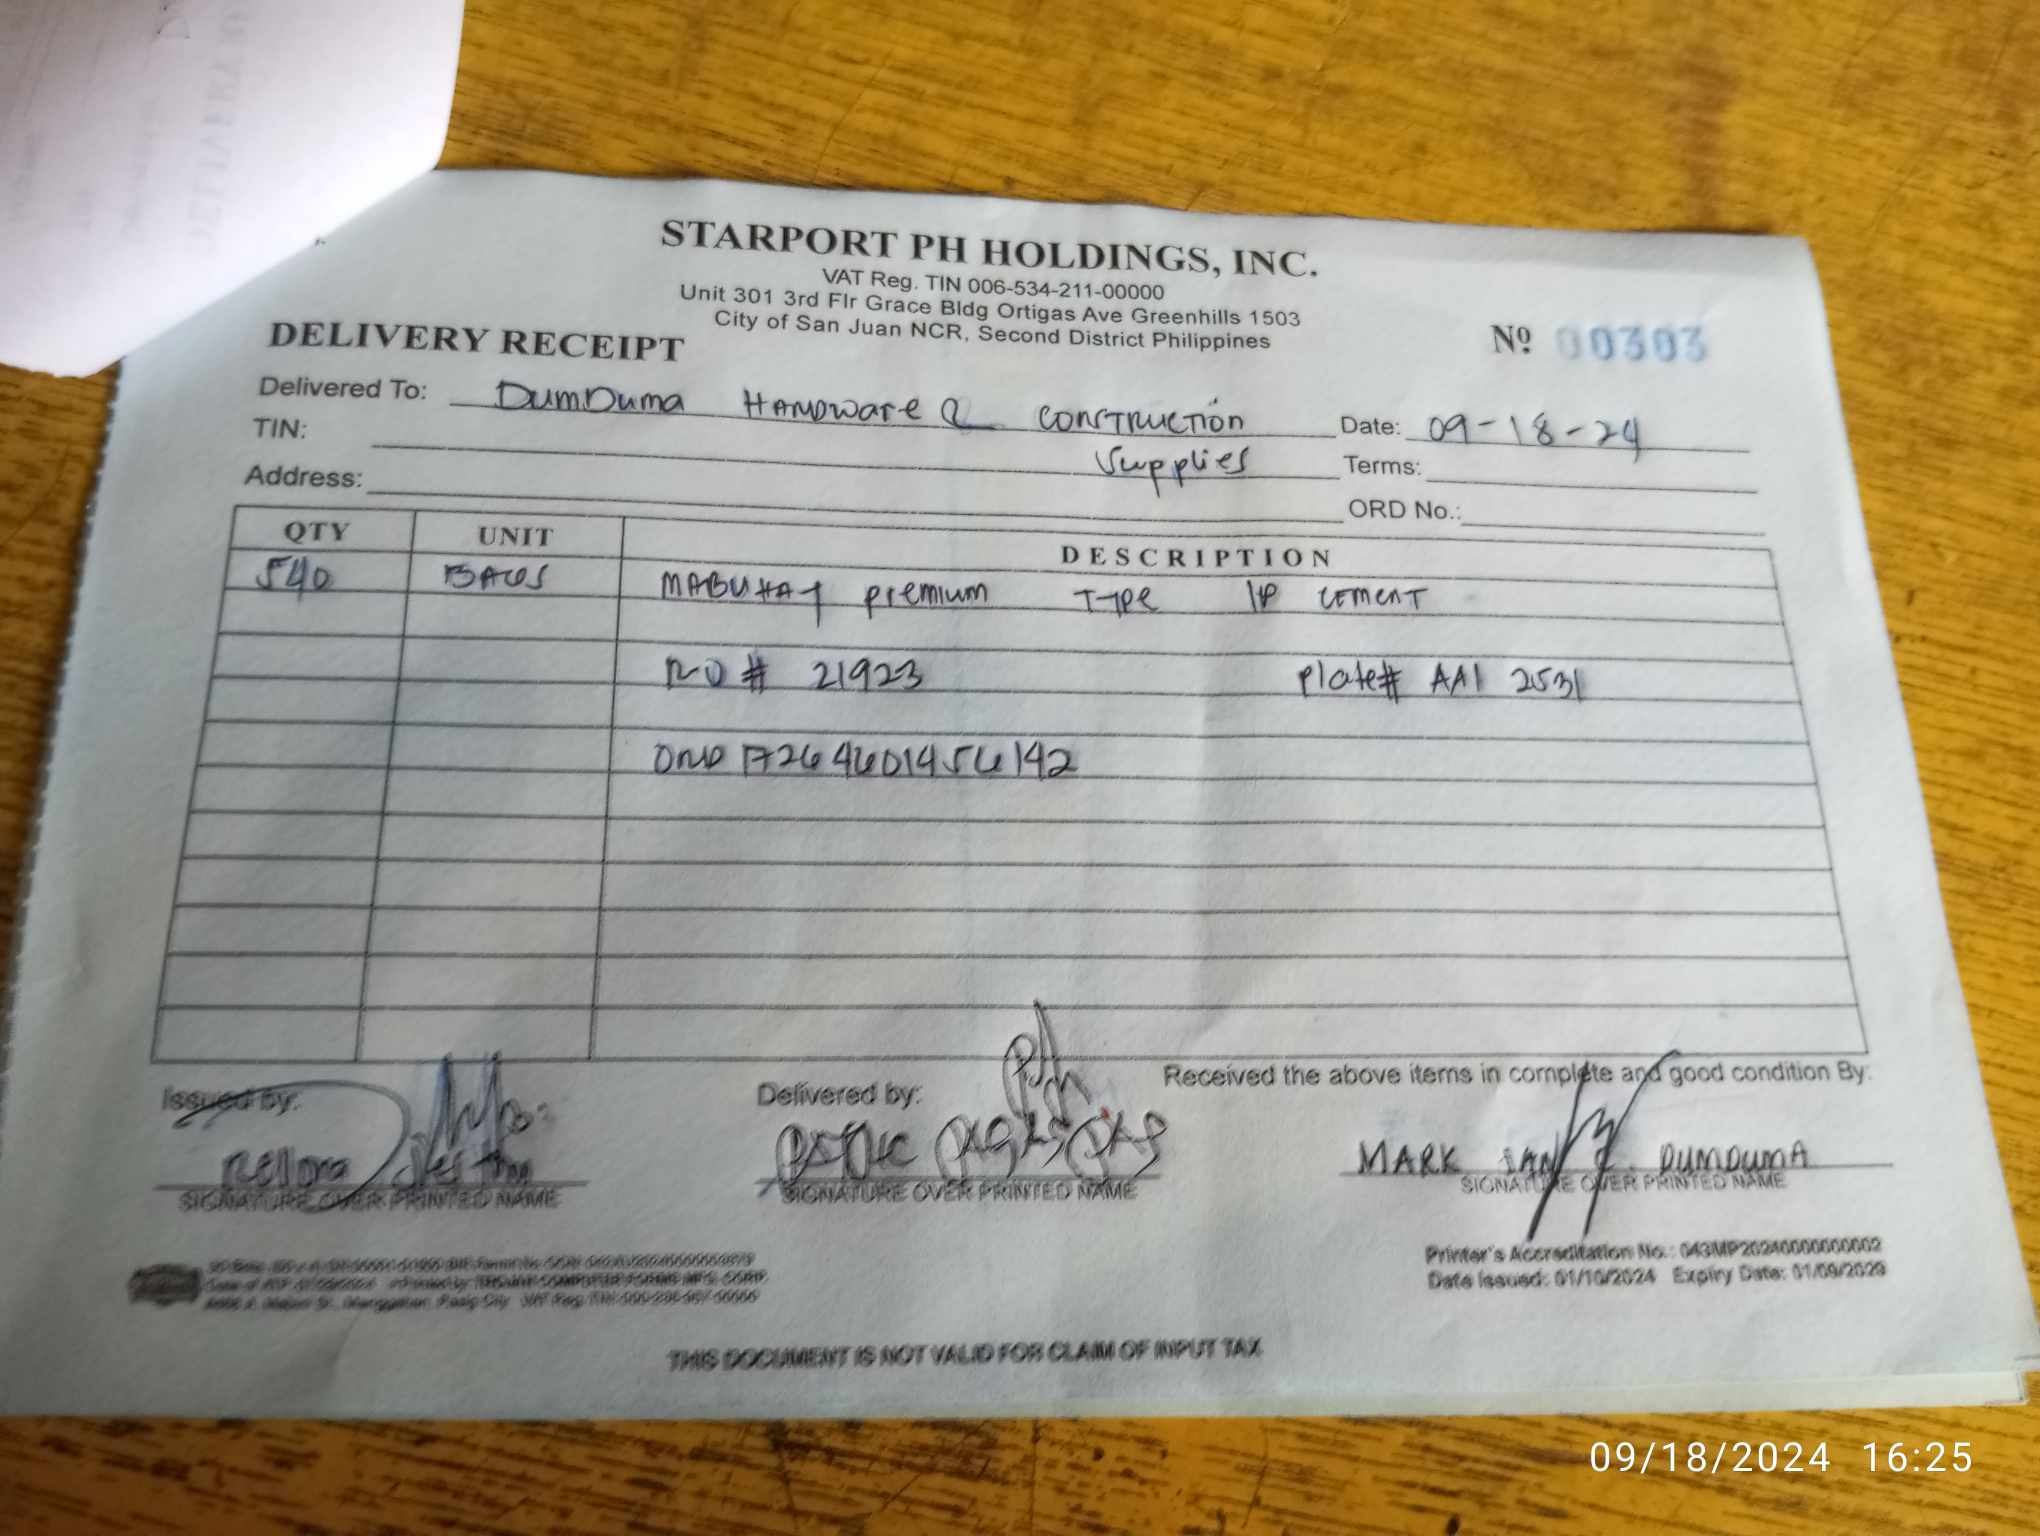 STARPORT PH HOLDINGS, INC.
VAT Reg. TIN 006-534-211-00000
Unit 301 3rd Flr Grace Bldg Ortigas Ave Greenhills 1503
City of San Juan NCR, Second District Philippines
DELIVERY RECEIPT
Nº 00303
Delivered To: DUMDUMA HARDWARE & CONSTRUCTION
Date: 09-18-24
TIN: SUPPLIES
Terms:
Address:
ORD No.:
QTY UNIT DESCRIPTION
540 BAGS MABUHAY PREMIUM TYPE 1P CEMENT
# 21923 Plate# AAI 2531
Issued by:
Delivered by:
Received the above items in complete and good condition By:
MARK IAN DUMDUMA
SIGNATURE OVER PRINTED NAME
SIGNATURE OVER PRINTED NAME
SIGNATURE OVER PRINTED NAME
Printer's Accreditation No.: 043MP20240000000002
Date Issued: 01/10/2024 Expiry Date: 01/09/2029
THIS DOCUMENT IS NOT VALID FOR CLAIM OF INPUT TAX
09/18/2024 16:25